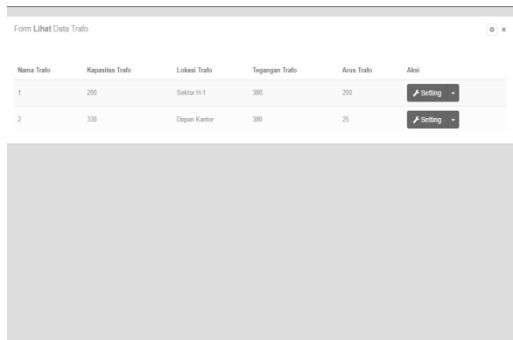 Form Lihat Data Trafo
Nama Trafo Kapasitas Trafo Lokasi Trafo Tegangan Trafo Arus Trafo Aksi
1 200 Sektor H-1 380 200 Setting
2 330 Depan Kantor 380 25 Setting